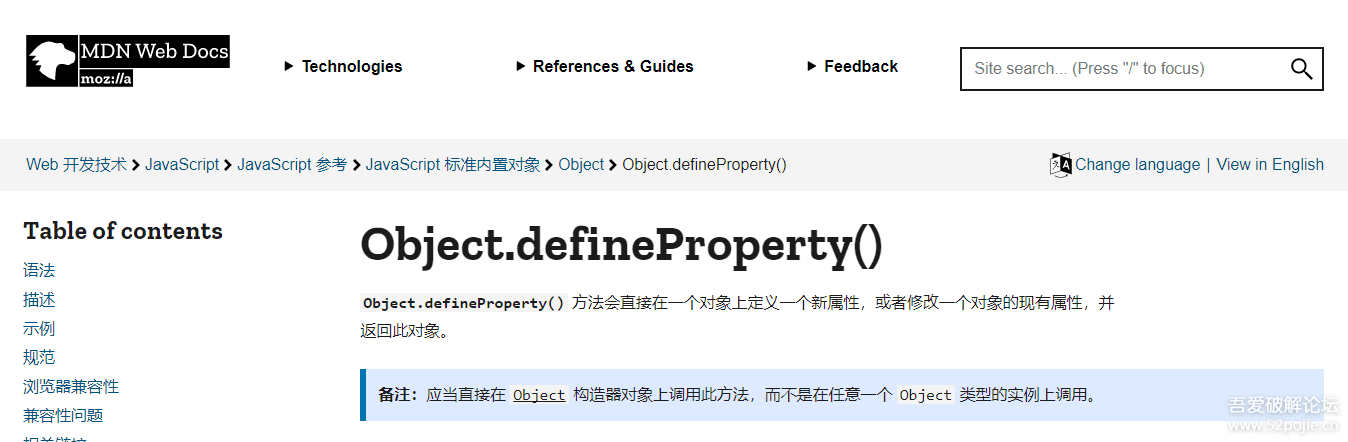 MDN Web Docs
moz://a
Technologies
References & Guides
Feedback
Site search... (Press "/" to focus)
Web 开发技术 JavaScript JavaScript 参考 JavaScript 标准内置对象 Object Object.defineProperty()
Change language | View in English
Table of contents
语法
描述
示例
规范
浏览器兼容性
兼容性问题
相关链接
Object.defineProperty()
Object.defineProperty() 方法会直接在一个对象上定义一个新属性，或者修改一个对象的现有属性，并
返回此对象。
备注：应当直接在 Object 构造器对象上调用此方法，而不是在任意一个 Object 类型的实例上调用。
吾爱破解论坛
www.52pojie.cn